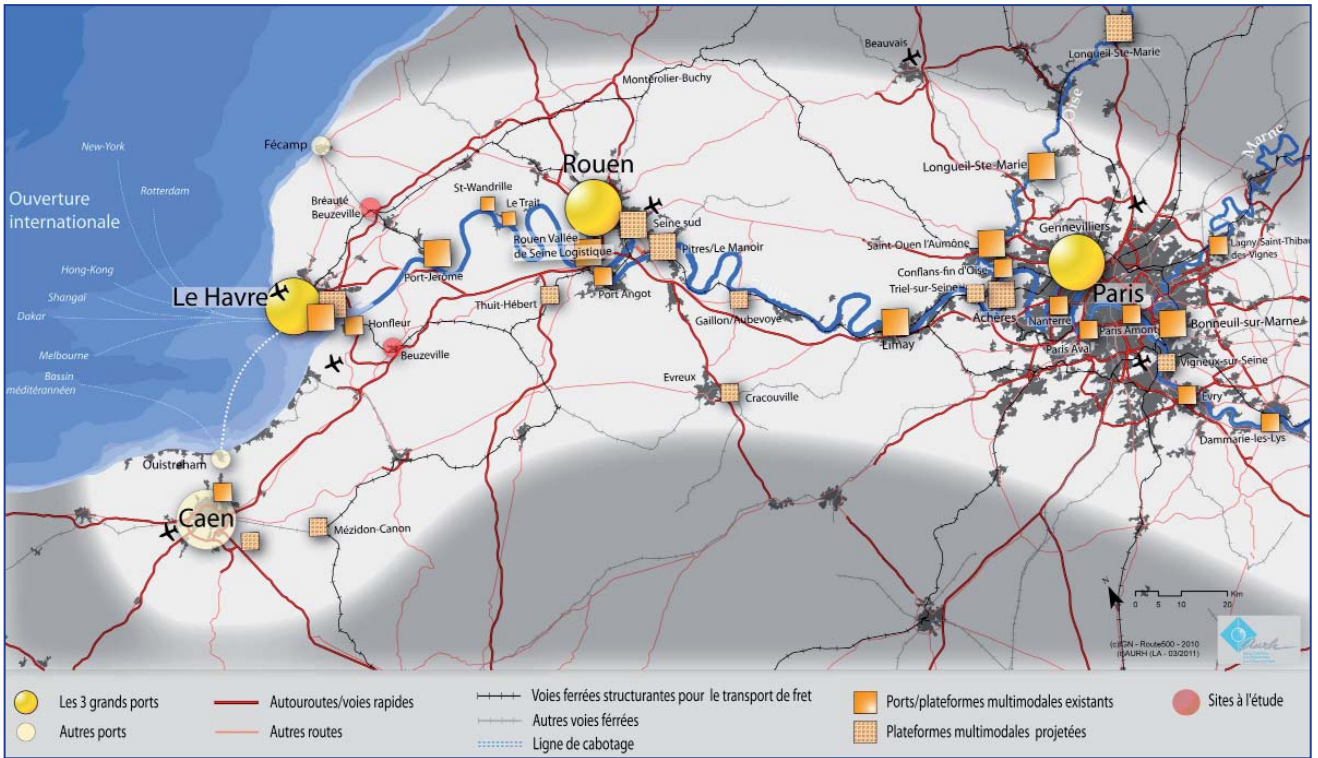 Beauvais
Longueil-Ste-Marie
Montérolier-Buchy
Oise
Marne
New-York
Fécamp
Rouen
Longueil-Ste-Marie
Ouverture
internationale
Rotterdam
Bréauté
Beuzeville
St-Wandrille
Le Trait
Seine sud
Gennevilliers
Rouen Vallée
de Seine Logistique
Pitres/Le Manoir
Saint-Ouen l'Aumône
Lagny/Saint-Thibau
des-Vignes
Hong-Kong
Port-Jérôme
Conflans-fin d'Oise
Shangaï
Le Havre
Port Angot
Triel-sur-Seine
Paris
Dakar
Honfleur
Thuit-Hébert
Gaillon/Aubevoye
Achères
Nanterre
Paris Amont
Bonneuil-sur-Marne
Limay
Paris Aval
Melbourne
Beuzeville
Vigneux-sur-Seine
Bassin
méditérannéen
Evreux
Cracouville
Evry
Dammarie-les-Lys
Ouistreham
Caen
Mézidon-Canon
N
Km
0 5 10 20
(c)IGN - Route500 - 2010
(c)AURH (LA - 03/2011)
aurh
Les 3 grands ports
Autres ports
Autouroutes/voies rapides
Autres routes
Voies ferrées structurantes pour le transport de fret
Autres voies férrées
Ligne de cabotage
Ports/plateformes multimodales existants
Plateformes multimodales projetées
Sites à l'étude